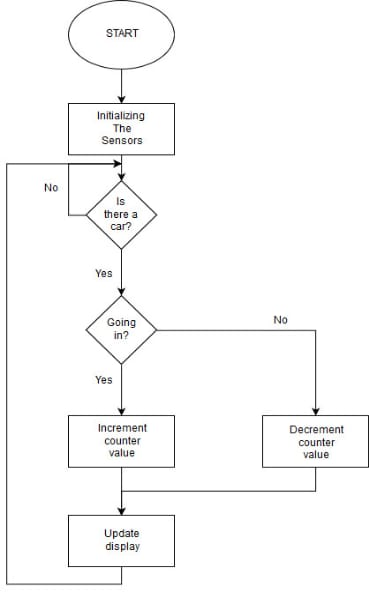 START
Initializing
The
Sensors
No
Is
there a
car?
Yes
Going
in?
No
Yes
Increment
counter
value
Decrement
counter
value
Update
display